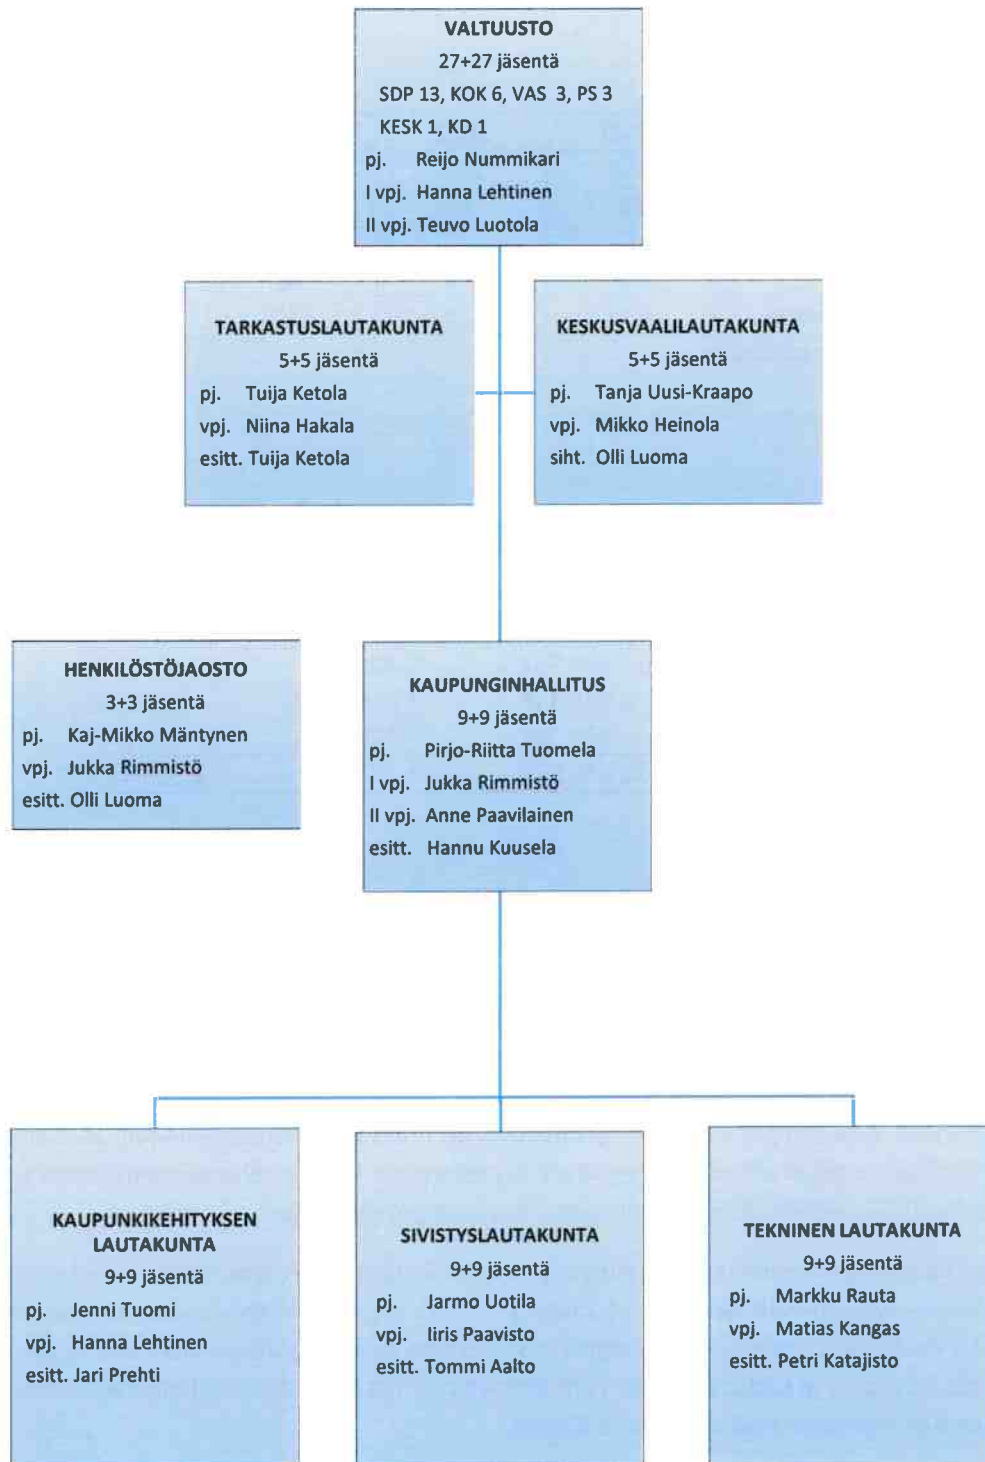 VALTUUSTO
27+27 jäsentä
SDP 13, KOK 6, VAS 3, PS 3
KESK 1, KD 1
pj. Reijo Nummikari
I vpj. Hanna Lehtinen
II vpj. Teuvo Luotola
TARKASTUSLAUTAKUNTA
5+5 jäsentä
pj. Tuija Ketola
vpj. Niina Hakala
esitt. Tuija Ketola
KESKUSVAALILAUTAKUNTA
5+5 jäsentä
pj. Tanja Uusi-Kraapo
vpj. Mikko Heinola
siht. Olli Luoma
HENKILÖSTÖJAOSTO
3+3 jäsentä
pj. Kaj-Mikko Mäntynen
vpj. Jukka Rimmistö
esitt. Olli Luoma
KAUPUNGINHALLITUS
9+9 jäsentä
pj. Pirjo-Riitta Tuomela
I vpj. Jukka Rimmistö
II vpj. Anne Paavilainen
esitt. Hannu Kuusela
KAUPUNKIKEHITYKSEN
LAUTAKUNTA
9+9 jäsentä
pj. Jenni Tuomi
vpj. Hanna Lehtinen
esitt. Jari Prehti
SIVISTYSLAUTAKUNTA
9+9 jäsentä
pj. Jarmo Uotila
vpj. Iiris Paavisto
esitt. Tommi Aalto
TEKNINEN LAUTAKUNTA
9+9 jäsentä
pj. Markku Rauta
vpj. Matias Kangas
esitt. Petri Katajisto